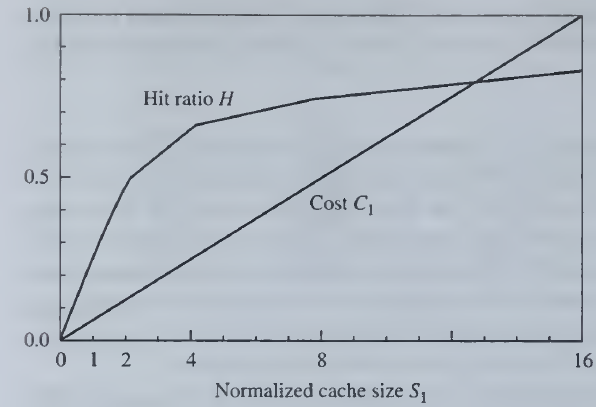 1.0
Hit ratio H
0.5
Cost C₁
0.0
0 1 2 4 8 16
Normalized cache size S₁